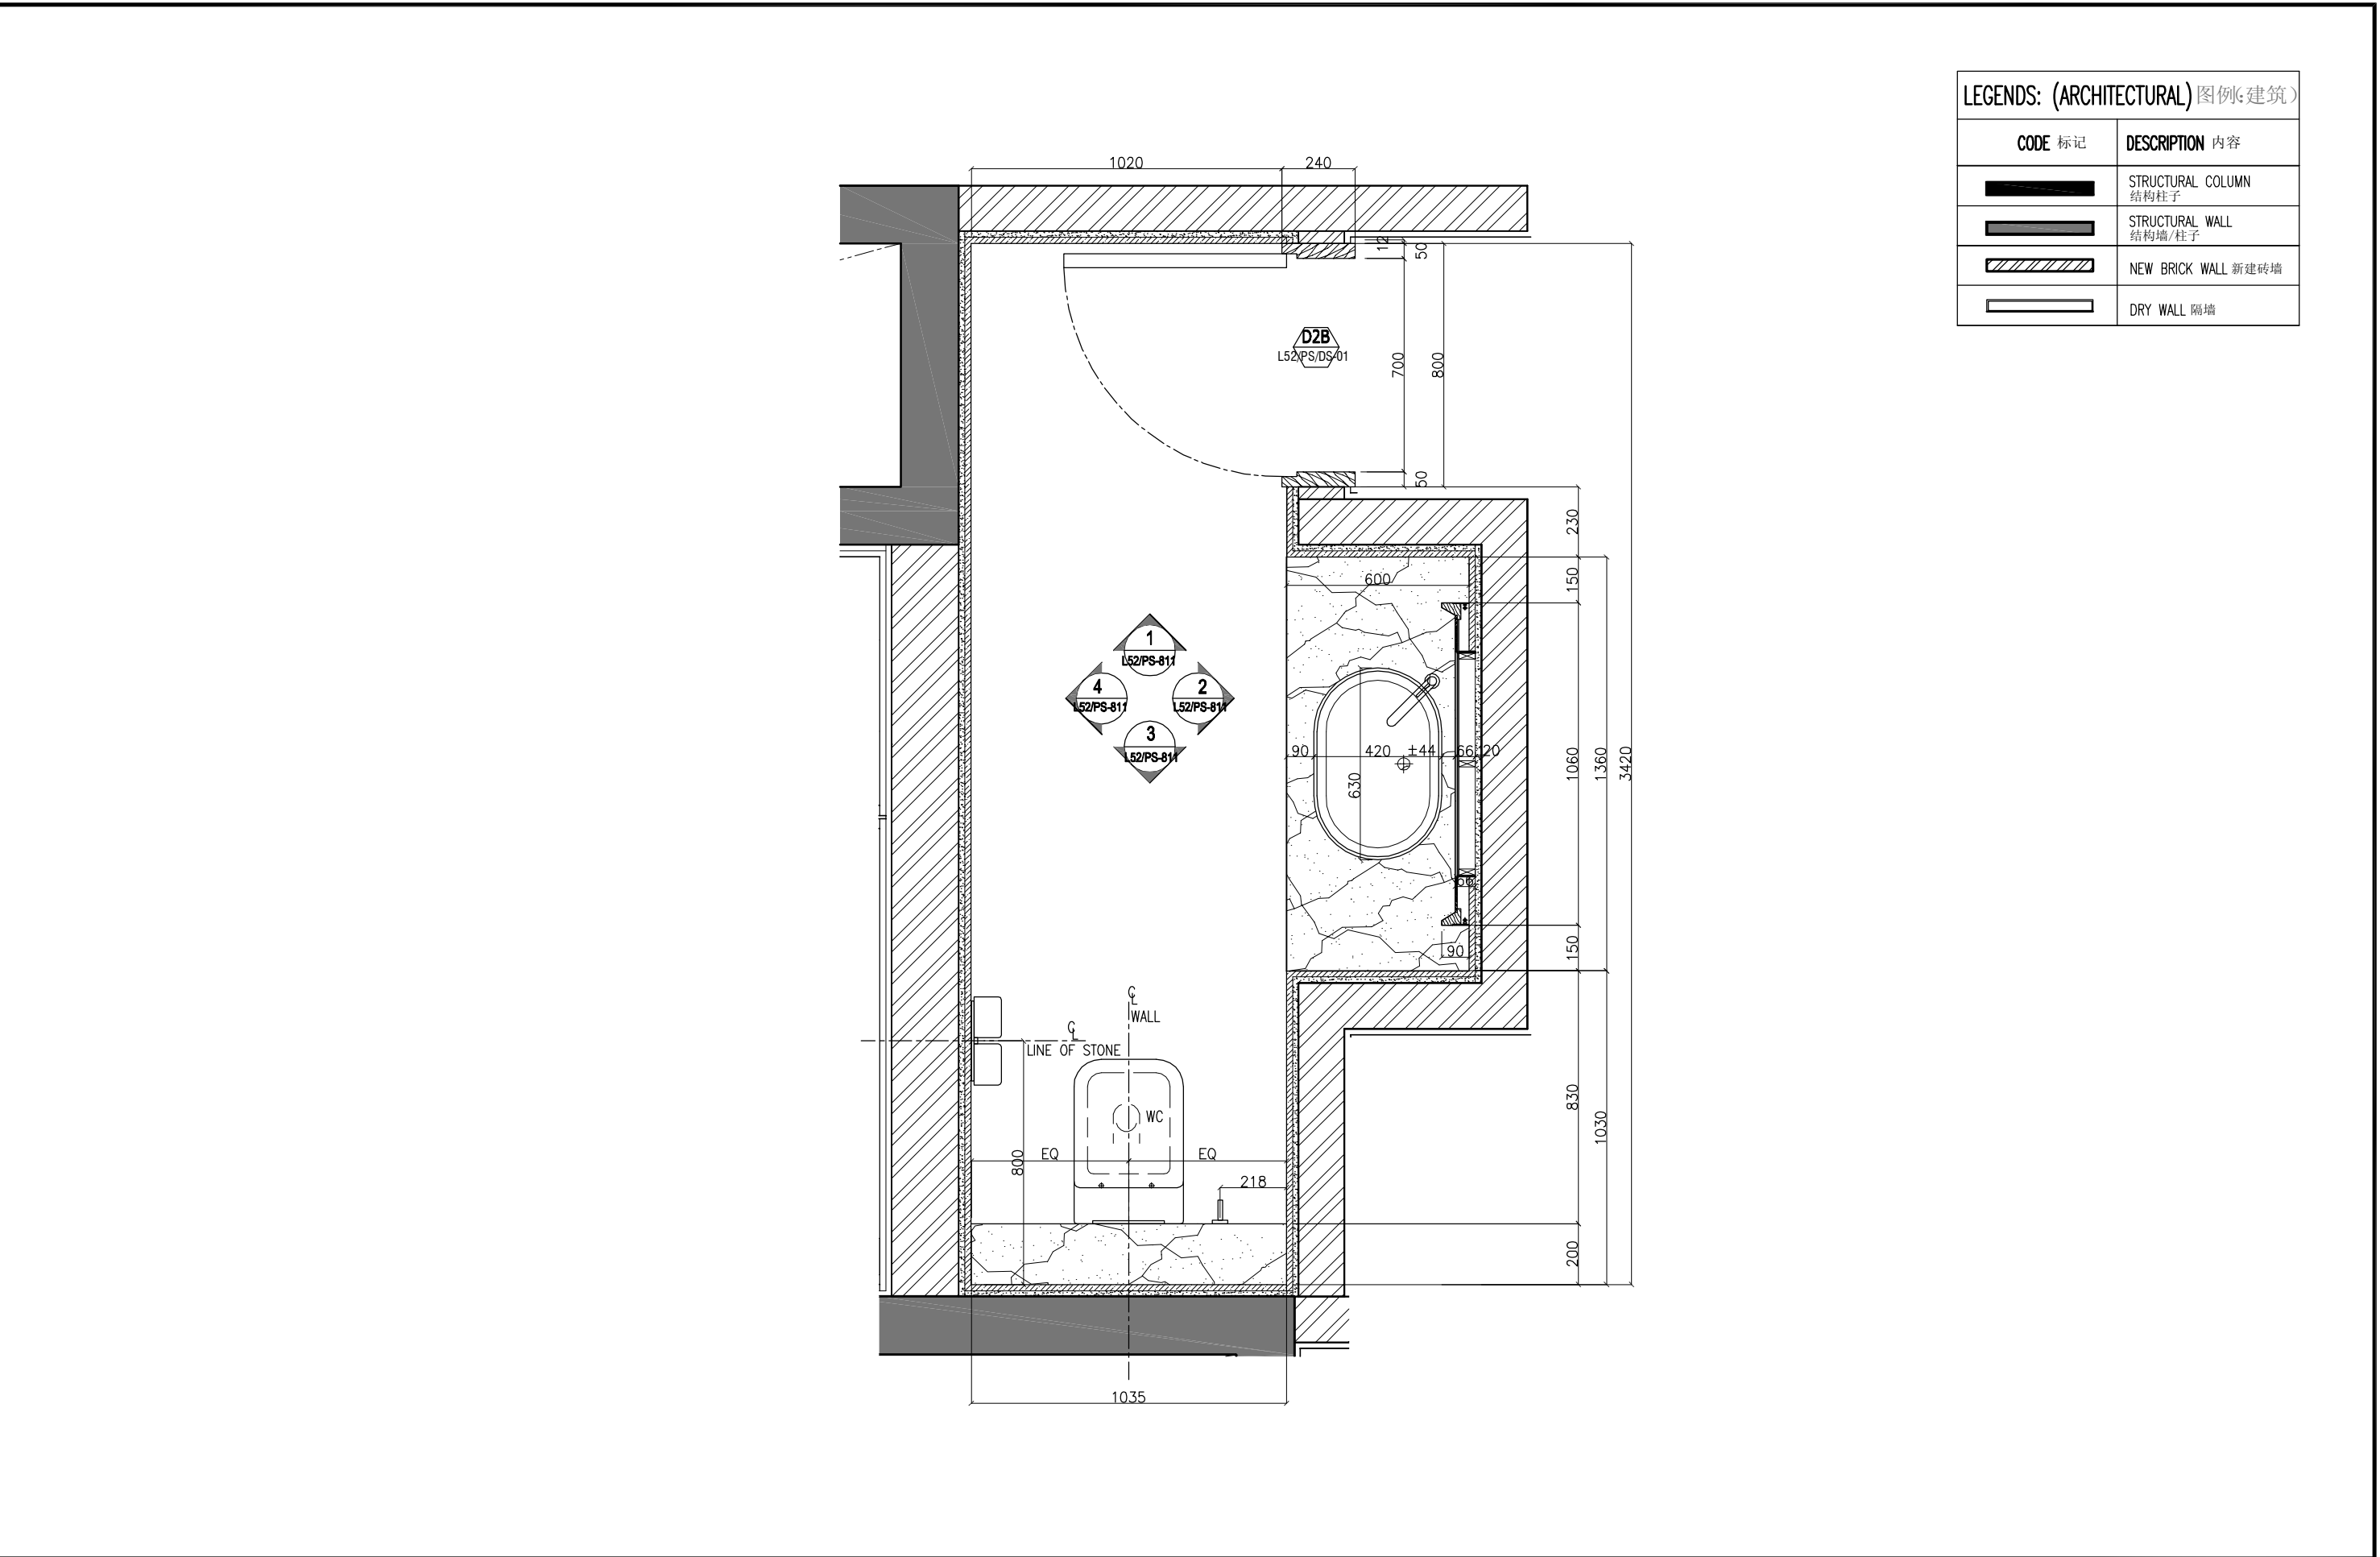 LEGENDS: (ARCHITECTURAL) 图例(:建筑)
CODE 标记
DESCRIPTION 内容
STRUCTURAL COLUMN
结构柱子
STRUCTURAL WALL
结构墙/柱子
NEW BRICK WALL 新建砖墙
DRY WALL 隔墙
1020
240
12
50
D2B
L52/PS/DS-01
700
800
50
230
150
600
1
L52/PS-811
4
L52/PS-811
2
L52/PS-811
3
L52/PS-811
90
420
±44
66
20
630
1060
1360
3420
66
90
150
CL
WALL
CL
LINE OF STONE
WC
830
1030
EQ
EQ
800
218
200
1035